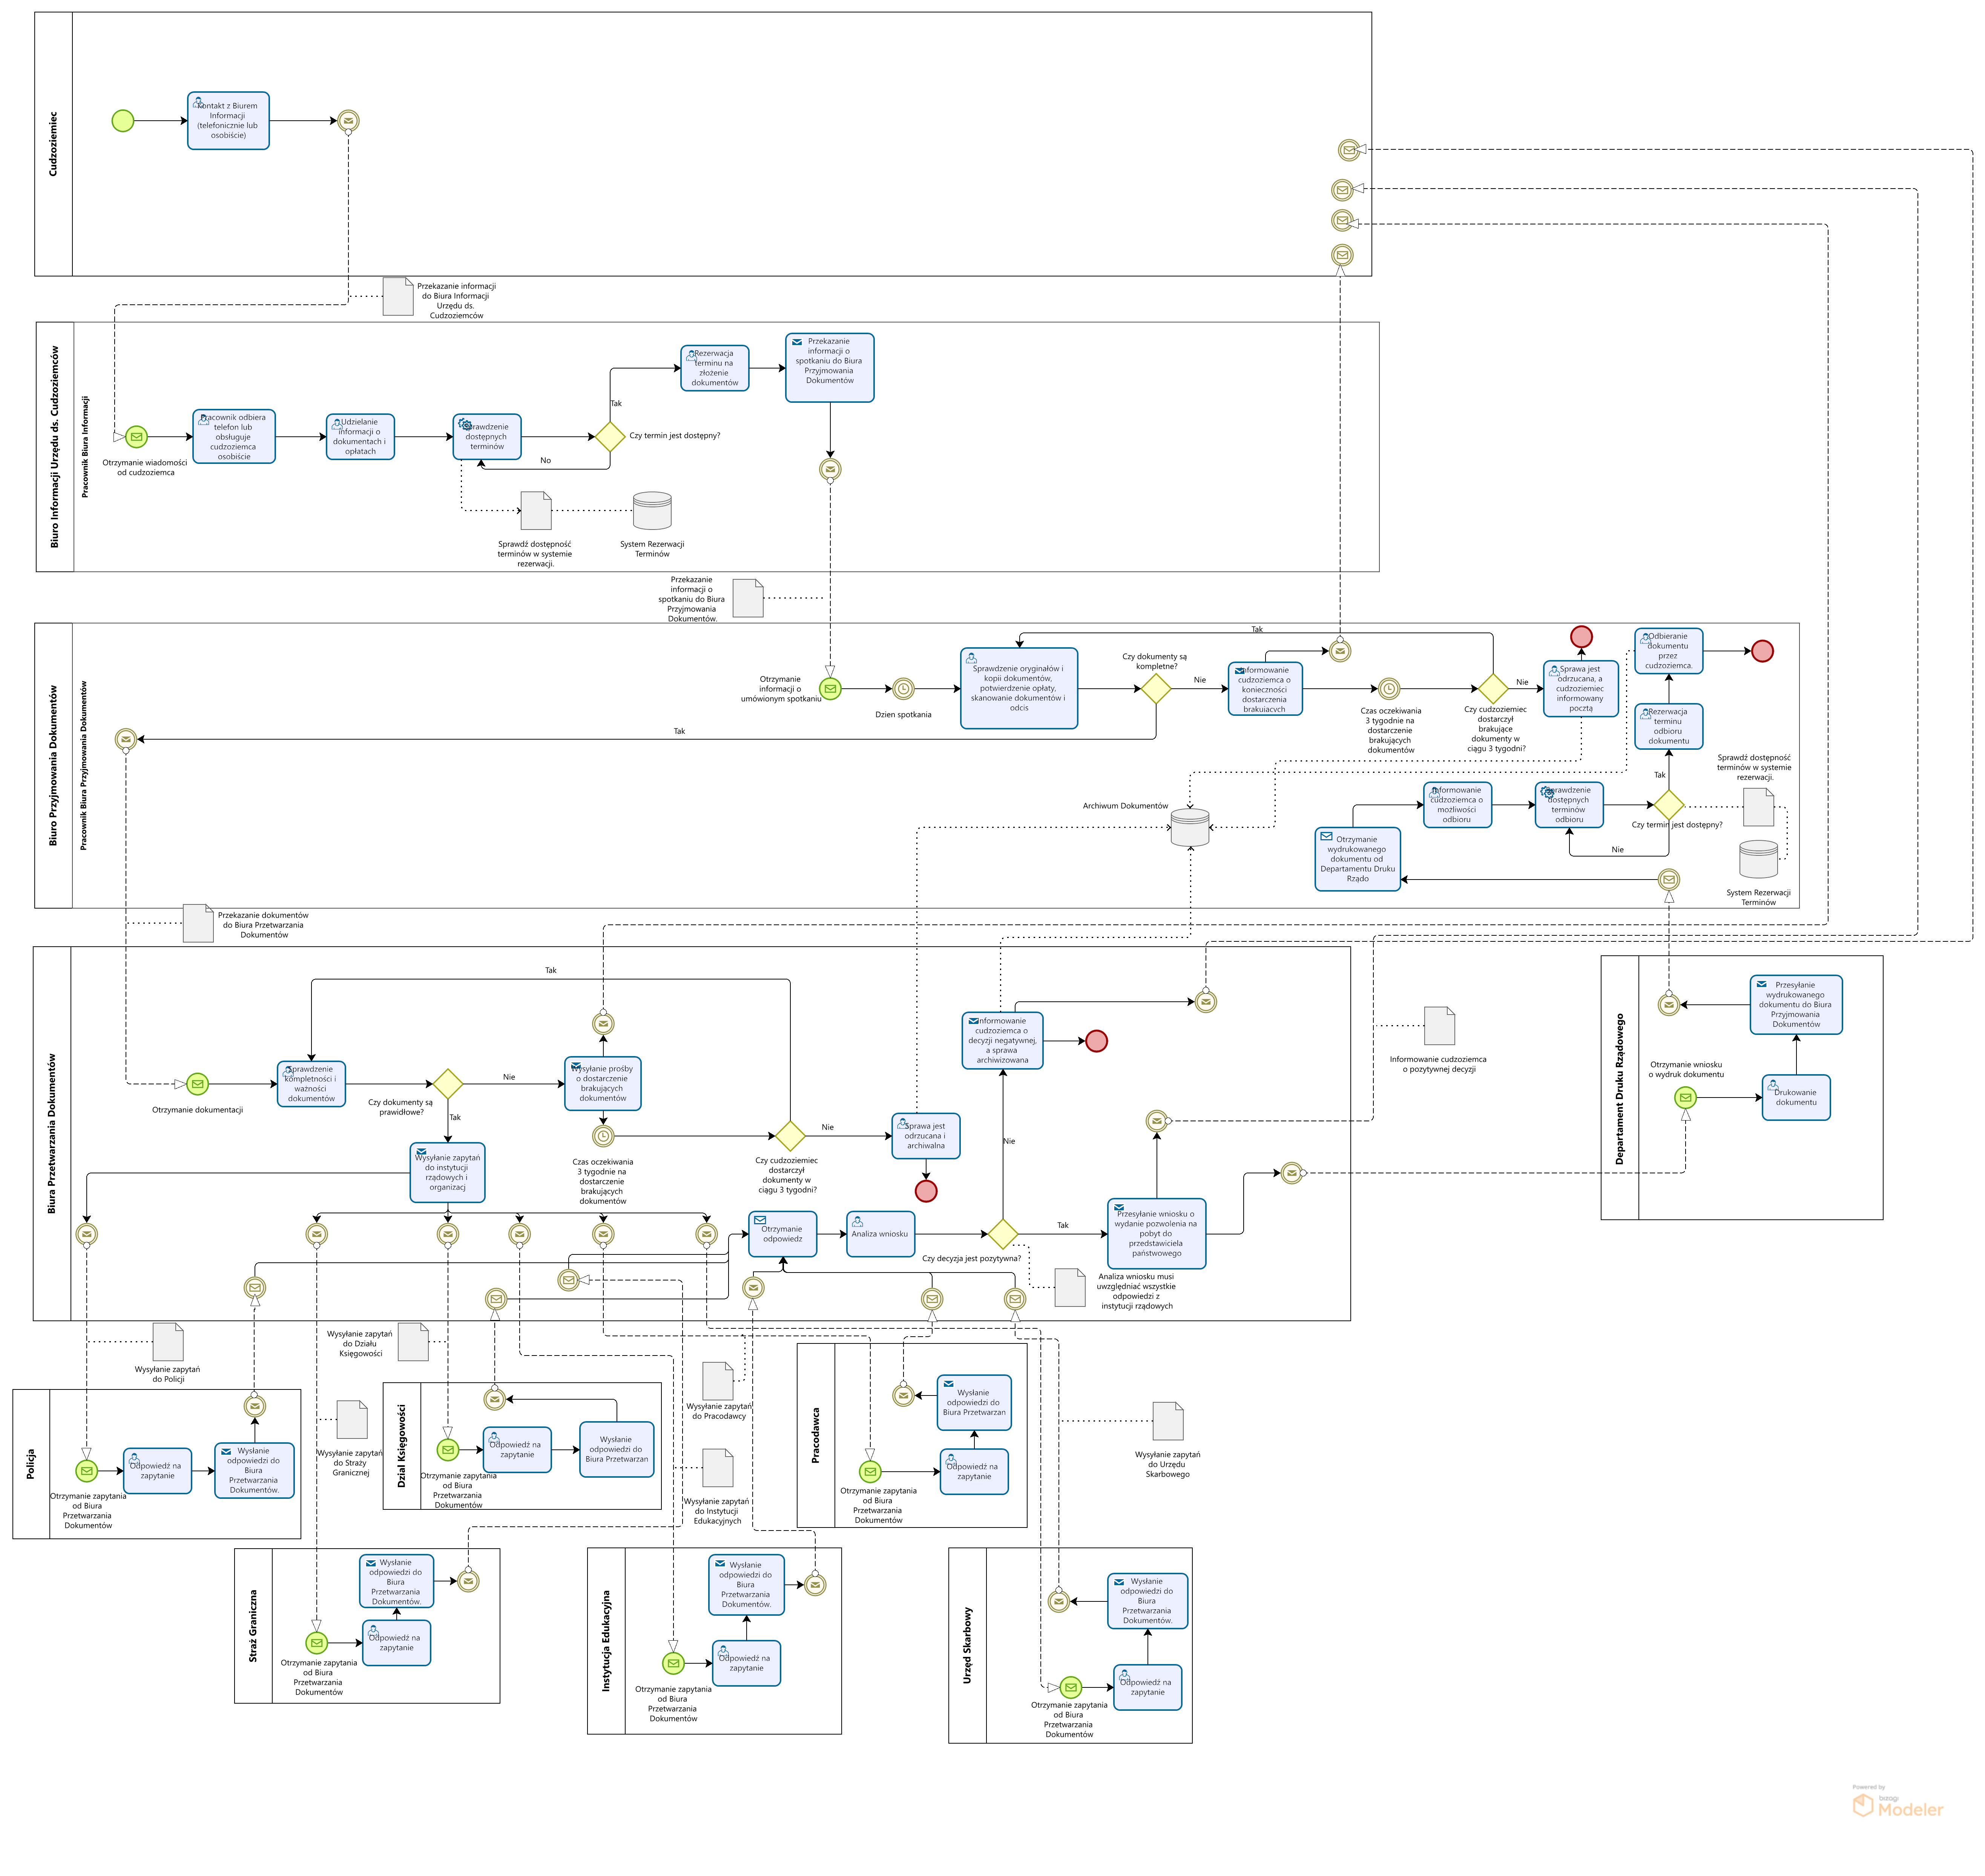 Cudzoziemiec
Kontakt z Biurem
Informacji
(telefonicznie lub
osobiście)
Przekazanie informacji
do Biura Informacji
Urzędu ds.
Cudzoziemców
Biuro Informacji Urzędu ds. Cudzoziemców
Pracownik Biura Informacji
Otrzymanie wiadomości
od cudzoziemca
Pracownik odbiera
telefon lub
obsługuje
cudzoziemca
osobiście
Udzielanie
informacji o
dokumentach i
opłatach
Sprawdzenie
dostępnych
terminów
Czy termin jest dostępny?
Tak
No
Rezerwacja
terminu na
złożenie
dokumentów
Przekazanie
informacji o
spotkaniu do Biura
Przyjmowania
Dokumentów
Sprawdź dostępność
terminów w systemie
rezerwacji.
System Rezerwacji
Terminów
Przekazanie
informacji o
spotkaniu do Biura
Przyjmowania
Dokumentów.
Biuro Przyjmowania Dokumentów
Pracownik Biura Przyjmowania Dokumentów
Otrzymanie
informacji o
umówionym spotkaniu
Dzien spotkania
Sprawdzenie oryginałów i
kopii dokumentów,
potwierdzenie opłaty,
skanowanie dokumentów i
odcis
Czy dokumenty są
kompletne?
Nie
Tak
Informowanie
cudzoziemca o
konieczności
dostarczenia
brakujących
Czas oczekiwania
3 tygodnie na
dostarczenie
brakujących
dokumentów
Tak
Czy cudzoziemiec
dostarczył
brakujące
dokumenty w
ciągu 3 tygodni?
Nie
Sprawa jest
odrzucana, a
cudzoziemiec
informowany
pocztą
Odbieranie
dokumentu
przez
cudzoziemca.
Rezerwacja
terminu
odbioru
dokumentu
Tak
Sprawdź dostępność
terminów w systemie
rezerwacji.
Archiwum Dokumentów
Informowanie
cudzoziemca o
możliwości
odbioru
Sprawdzenie
dostępnych
terminów
odbioru
Czy termin jest dostępny?
Nie
Otrzymanie
wydrukowanego
dokumentu od
Departamentu Druku
Rządo
System Rezerwacji
Terminów
Przekazanie dokumentów
do Biura Przetwarzania
Dokumentów
Biura Przetwarzania Dokumentów
Tak
Otrzymanie dokumentacji
Sprawdzenie
kompletności i
ważności
dokumentów
Czy dokumenty są
prawidłowe?
Nie
Tak
Wysyłanie prośby
o dostarczenie
brakujących
dokumentów
Czas oczekiwania
3 tygodnie na
dostarczenie
brakujących
dokumentów
Czy cudzoziemiec
dostarczył
dokumenty w
ciągu 3 tygodni?
Nie
Sprawa jest
odrzucana i
archiwalna
Informowanie
cudzoziemca o
decyzji negatywnej,
a sprawa
archiwizowana
Nie
Wysyłanie zapytań
do instytucji
rządowych i
organizacj
Otrzymanie
odpowiedz
Analiza wniosku
Czy decyzja jest pozytywna?
Tak
Przesyłanie wniosku o
wydanie pozwolenia na
pobyt do
przedstawiciela
państwowego
Analiza wniosku musi
uwzględniać wszystkie
odpowiedzi z
instytucji rządowych
Informowanie cudzoziemca
o pozytywnej decyzji
Departament Druku Rządowego
Przesyłanie
wydrukowanego
dokumentu do Biura
Przyjmowania
Dokumentów
Otrzymanie wniosku
o wydruk dokumentu
Drukowanie
dokumentu
Wysyłanie zapytań
do Policji
Wysyłanie zapytań
do Działu
Księgowości
Wysyłanie zapytań
do Straży
Granicznej
Wysyłanie zapytań
do Pracodawcy
Wysyłanie zapytań
do Instytucji
Edukacyjnych
Wysyłanie zapytań
do Urzędu
Skarbowego
Policja
Otrzymanie zapytania
od Biura
Przetwarzania
Dokumentów
Odpowiedź na
zapytanie
Wysłanie
odpowiedzi do
Biura
Przetwarzania
Dokumentów.
Dzial Księgowości
Otrzymanie zapytania
od Biura
Przetwarzania
Dokumentów
Odpowiedź na
zapytanie
Wysłanie
odpowiedzi do
Biura Przetwarzan
Pracodawca
Wysłanie
odpowiedzi do
Biura Przetwarzan
Odpowiedź na
zapytanie
Otrzymanie zapytania
od Biura
Przetwarzania
Dokumentów
Straż Graniczna
Wysłanie
odpowiedzi do
Biura
Przetwarzania
Dokumentów.
Odpowiedź na
zapytanie
Otrzymanie zapytania
od Biura
Przetwarzania
Dokumentów
Instytucja Edukacyjna
Wysłanie
odpowiedzi do
Biura
Przetwarzania
Dokumentów.
Odpowiedź na
zapytanie
Otrzymanie zapytania
od Biura
Przetwarzania
Dokumentów
Urzęd Skarbowy
Wysłanie
odpowiedzi do
Biura
Przetwarzania
Dokumentów.
Odpowiedź na
zapytanie
Otrzymanie zapytania
od Biura
Przetwarzania
Dokumentów
Powered by
bizagi
Modeler